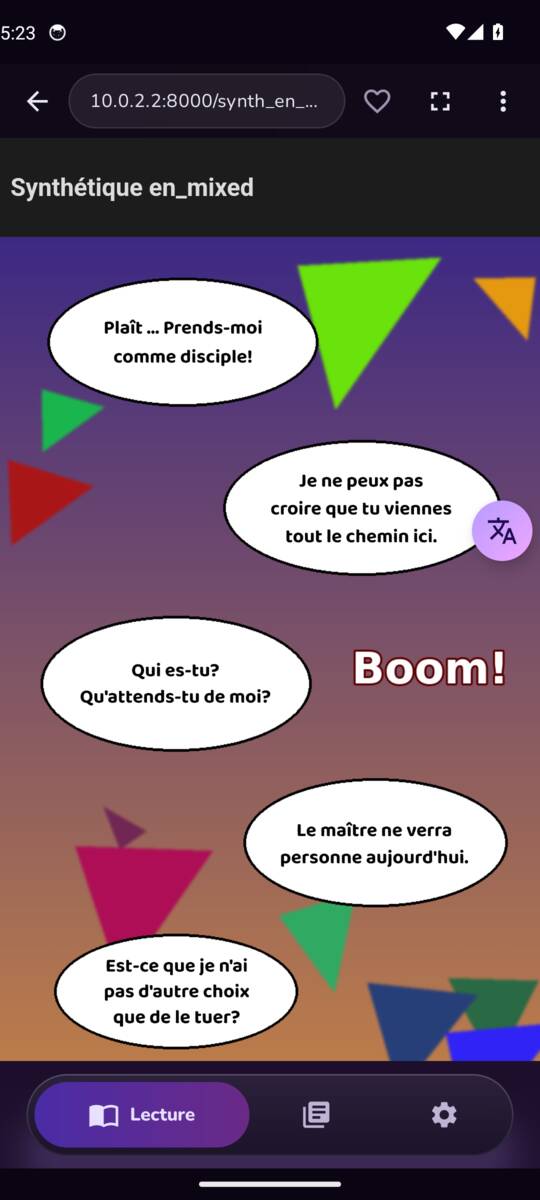 5:23
10.0.2.2:8000/synth_en_...
Synthétique en_mixed
Plaît ... Prends-moi
comme disciple!
Je ne peux pas
croire que tu viennes
tout le chemin ici.
Qui es-tu?
Qu'attends-tu de moi?
Boom!
Le maître ne verra
personne aujourd'hui.
Est-ce que je n'ai
pas d'autre choix
que de le tuer?
Lecture